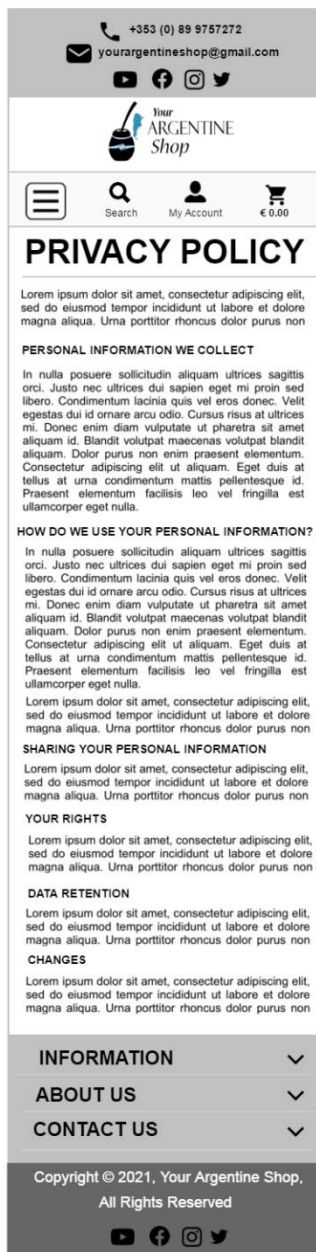 +353 (0) 89 9757272
yourargentineshop@gmail.com
Your
ARGENTINE
Shop
Search
My Account
€ 0.00
PRIVACY POLICY
Lorem ipsum dolor sit amet, consectetur adipiscing elit,
sed do eiusmod tempor incididunt ut labore et dolore
magna aliqua. Urna porttitor rhoncus dolor purus non
PERSONAL INFORMATION WE COLLECT
In nulla posuere sollicitudin aliquam ultrices sagittis
orci. Justo nec ultrices dui sapien eget mi proin sed
libero. Condimentum lacinia quis vel eros donec. Velit
egestas dui id ornare arcu odio. Cursus risus at ultrices
mi. Donec enim diam vulputate ut pharetra sit amet
aliquam id. Blandit volutpat maecenas volutpat blandit
aliquam. Dolor purus non enim praesent elementum.
Consectetur adipiscing elit ut aliquam. Eget duis at
tellus at urna condimentum mattis pellentesque id.
Praesent elementum facilisis leo vel fringilla est
ullamcorper eget nulla.
HOW DO WE USE YOUR PERSONAL INFORMATION?
In nulla posuere sollicitudin aliquam ultrices sagittis
orci. Justo nec ultrices dui sapien eget mi proin sed
libero. Condimentum lacinia quis vel eros donec. Velit
egestas dui id ornare arcu odio. Cursus risus at ultrices
mi. Donec enim diam vulputate ut pharetra sit amet
aliquam id. Blandit volutpat maecenas volutpat blandit
aliquam. Dolor purus non enim praesent elementum.
Consectetur adipiscing elit ut aliquam. Eget duis at
tellus at urna condimentum mattis pellentesque id.
Praesent elementum facilisis leo vel fringilla est
ullamcorper eget nulla.
Lorem ipsum dolor sit amet, consectetur adipiscing elit,
sed do eiusmod tempor incididunt ut labore et dolore
magna aliqua. Urna porttitor rhoncus dolor purus non
SHARING YOUR PERSONAL INFORMATION
Lorem ipsum dolor sit amet, consectetur adipiscing elit,
sed do eiusmod tempor incididunt ut labore et dolore
magna aliqua. Urna porttitor rhoncus dolor purus non
YOUR RIGHTS
Lorem ipsum dolor sit amet, consectetur adipiscing elit,
sed do eiusmod tempor incididunt ut labore et dolore
magna aliqua. Urna porttitor rhoncus dolor purus non
DATA RETENTION
Lorem ipsum dolor sit amet, consectetur adipiscing elit,
sed do eiusmod tempor incididunt ut labore et dolore
magna aliqua. Urna porttitor rhoncus dolor purus non
CHANGES
Lorem ipsum dolor sit amet, consectetur adipiscing elit,
sed do eiusmod tempor incididunt ut labore et dolore
magna aliqua. Urna porttitor rhoncus dolor purus non
INFORMATION
ABOUT US
CONTACT US
Copyright © 2021, Your Argentine Shop,
All Rights Reserved